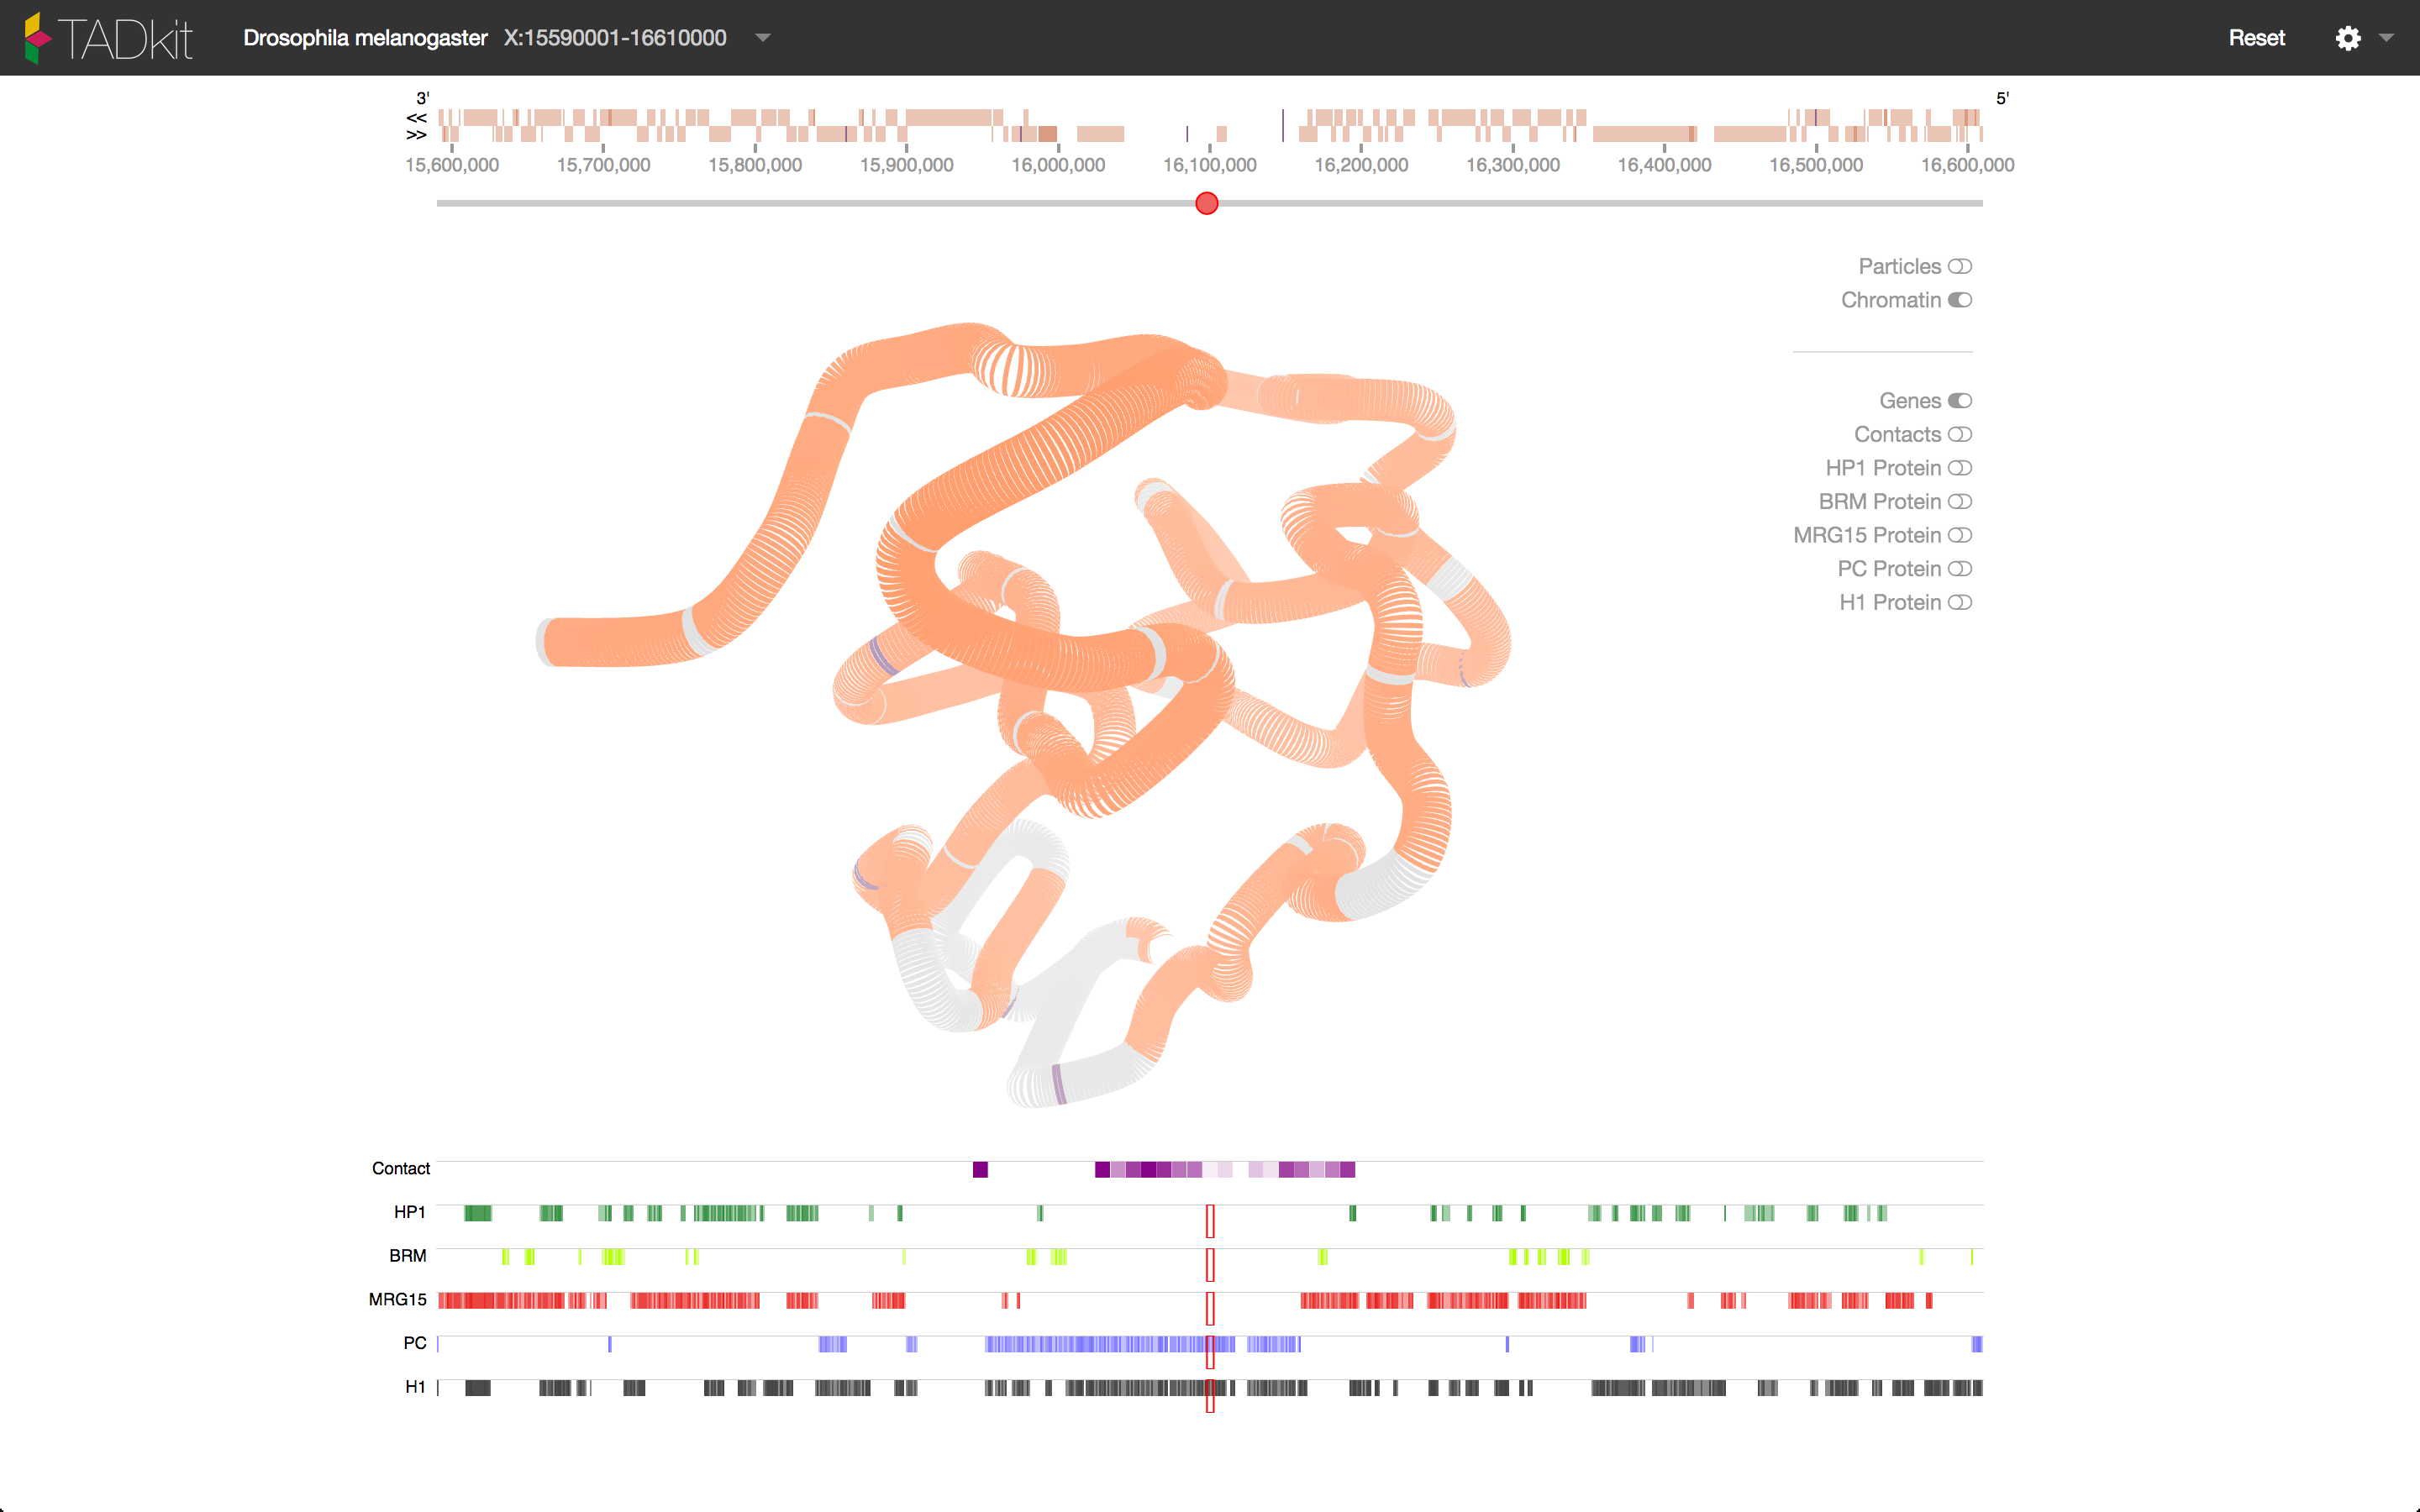 TADkit Drosophila melanogaster X:15590001-16610000 Reset
3' 5'
<<
>>
15,600,000 15,700,000 15,800,000 15,900,000 16,000,000 16,100,000 16,200,000 16,300,000 16,400,000 16,500,000 16,600,000
Particles
Chromatin
Genes
Contacts
HP1 Protein
BRM Protein
MRG15 Protein
PC Protein
H1 Protein
Contact
HP1
BRM
MRG15
PC
H1